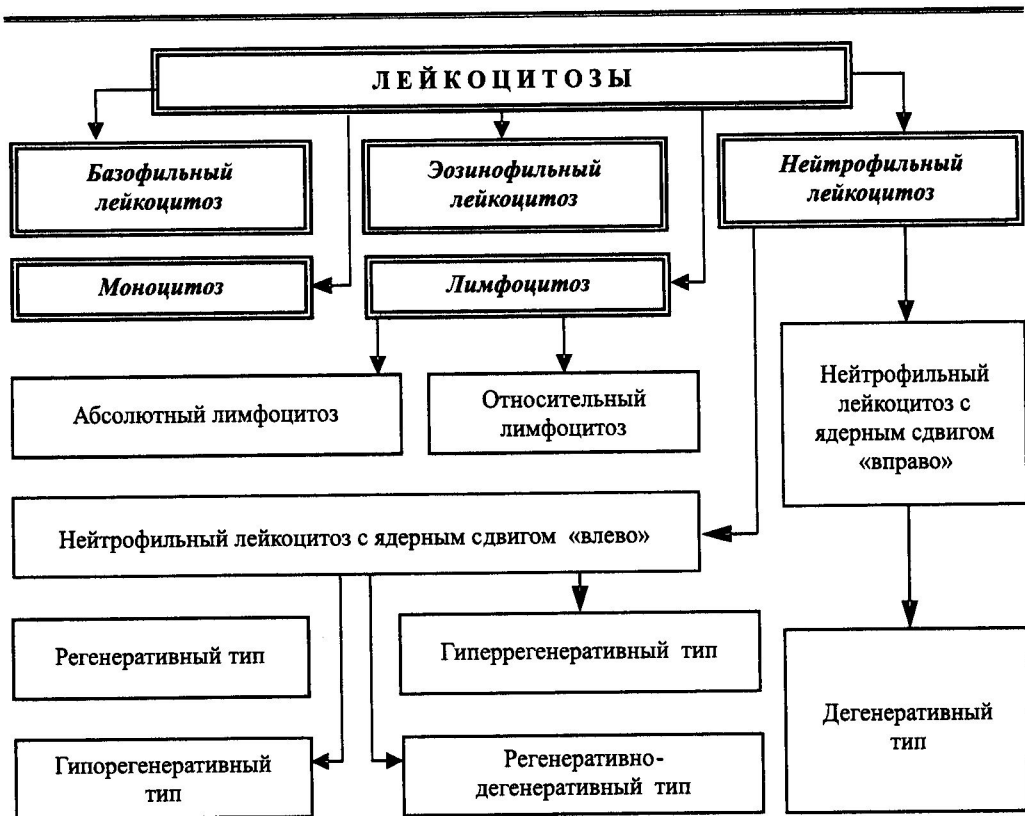 ЛЕЙКОЦИТОЗЫ
Базофильный
лейкоцитоз
Эозинофильный
лейкоцитоз
Нейтрофильный
лейкоцитоз
Моноцитоз
Лимфоцитоз
Абсолютный лимфоцитоз
Относительный
лимфоцитоз
Нейтрофильный
лейкоцитоз с
ядерным сдвигом
«вправо»
Нейтрофильный лейкоцитоз с ядерным сдвигом «влево»
Регенеративный тип
Гиперрегенеративный тип
Дегенеративный
тип
Гипорегенеративный
тип
Регенеративно-
дегенеративный тип